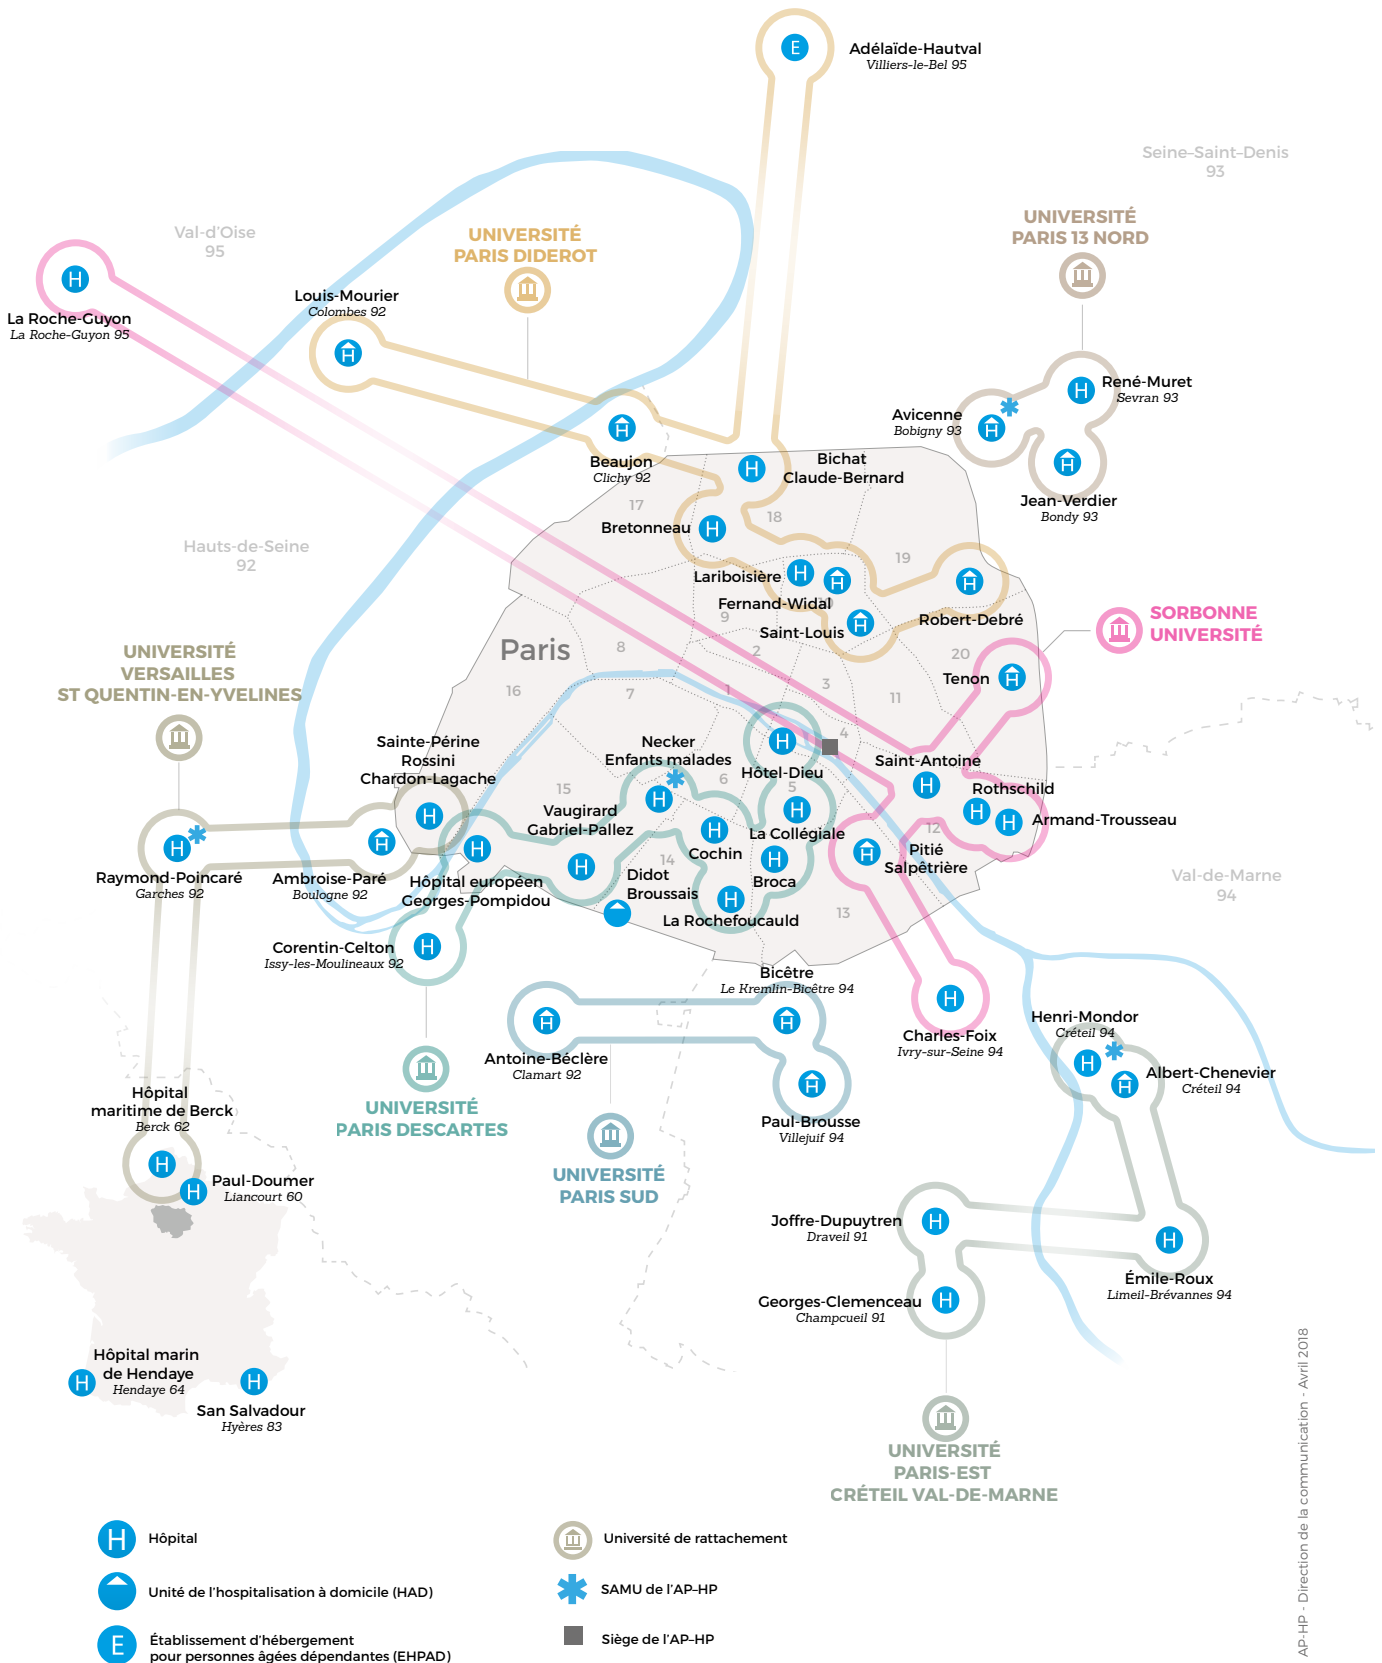 E
Adélaïde-Hautval
Villiers-le-Bel 95
Seine-Saint-Denis
93
Val-d'Oise
95
UNIVERSITÉ
PARIS DIDEROT
UNIVERSITÉ
PARIS 13 NORD
H
La Roche-Guyon
La Roche-Guyon 95
Louis-Mourier
Colombes 92
H
René-Muret
Sevran 93
H
Avicenne
Bobigny 93
H
Jean-Verdier
Bondy 93
H
Beaujon
Clichy 92
H
Bichat
Claude-Bernard
H
17
18
Bretonneau
H
19
Hauts-de-Seine
92
Lariboisière
H
H
Fernand-Widal
10
9
Saint-Louis
H
H
Robert-Debré
SORBONNE
UNIVERSITÉ
Paris
8
2
20
16
7
1
3
11
Tenon
H
UNIVERSITÉ
VERSAILLES
ST QUENTIN-EN-YVELINES
Sainte-Périne
Rossini
Chardon-Lagache
H
Necker
Enfants malades
H
H
Hôtel-Dieu
4
Saint-Antoine
H
6
5
15
Rothschild
H
H
Armand-Trousseau
12
Vaugirard
Gabriel-Pallez
H
La Collégiale
H
Cochin
H
Broca
H
Pitié
Salpêtrière
H
H
Raymond-Poincaré
Garches 92
H
Ambroise-Paré
Boulogne 92
H
Hôpital européen
Georges-Pompidou
14
Didot
Broussais
H
La Rochefoucauld
13
Val-de-Marne
94
Corentin-Celton
Issy-les-Moulineaux 92
H
Bicêtre
Le Kremlin-Bicêtre 94
H
H
Antoine-Béclère
Clamart 92
H
Charles-Foix
Ivry-sur-Seine 94
Henri-Mondor
Créteil 94
H
H
Albert-Chenevier
Créteil 94
UNIVERSITÉ
PARIS DESCARTES
H
Paul-Brousse
Villejuif 94
Hôpital
maritime de Berck
Berck 62
H
H
Paul-Doumer
Liancourt 60
UNIVERSITÉ
PARIS SUD
Joffre-Dupuytren
Draveil 91
H
H
Émile-Roux
Limeil-Brévannes 94
Georges-Clemenceau
Champcueil 91
H
Hôpital marin
de Hendaye
Hendaye 64
H
H
San Salvadour
Hyères 83
UNIVERSITÉ
PARIS-EST
CRÉTEIL VAL-DE-MARNE
H
Hôpital
Unité de l'hospitalisation à domicile (HAD)
E
Établissement d'hébergement
pour personnes âgées dépendantes (EHPAD)
Université de rattachement
SAMU de l'AP-HP
Siège de l'AP-HP
AP-HP - Direction de la communication - Avril 2018